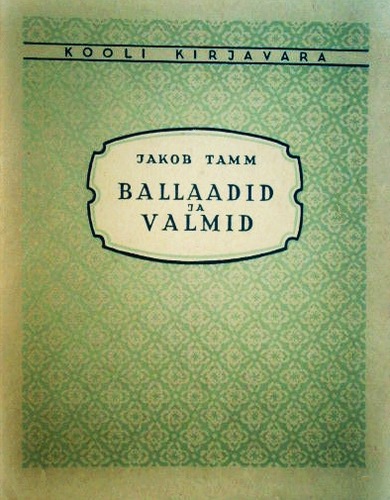 KOOLI KIRJAVARA
JAKOB TAMM
BALLAADID
JA
VALMID